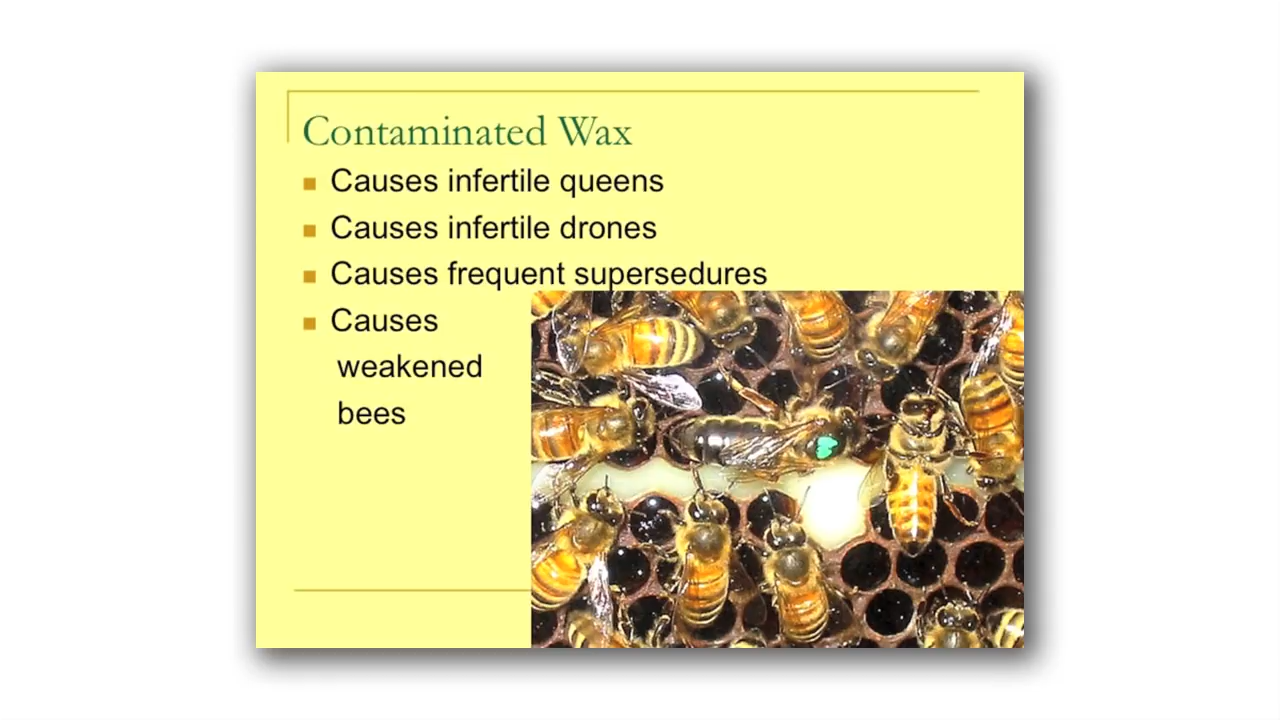 Contaminated Wax
Causes infertile queens
Causes infertile drones
Causes frequent supersedures
Causes
weakened
bees